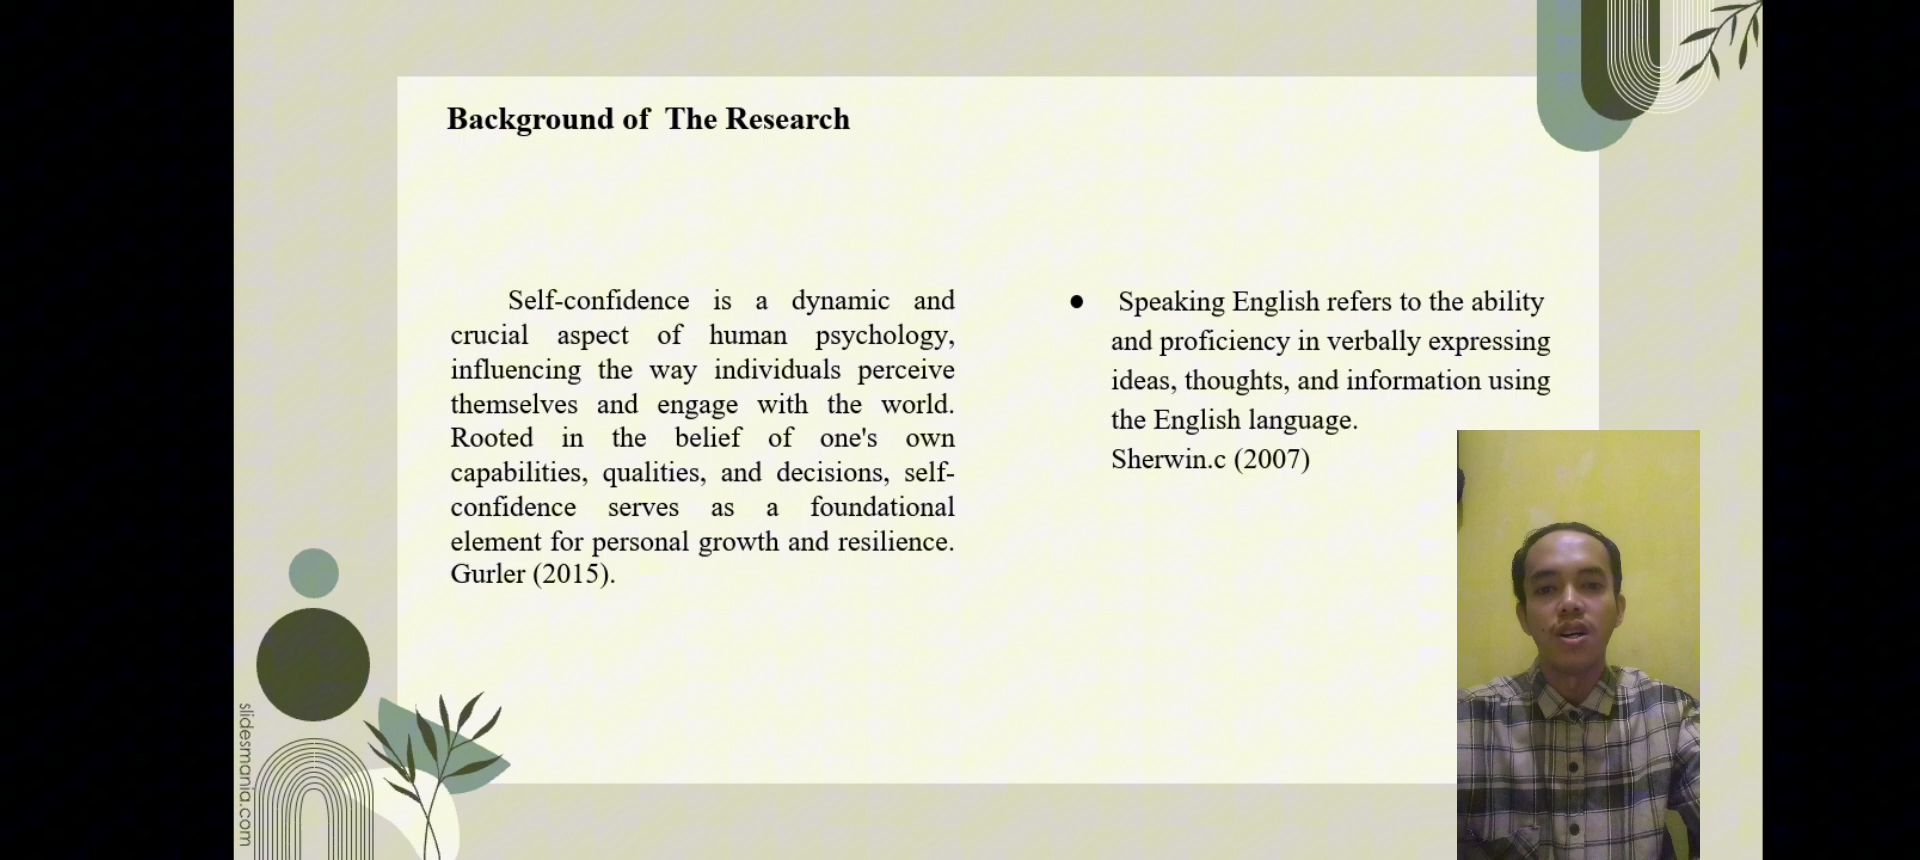 Background of The Research
Self-confidence is a dynamic and
crucial aspect of human psychology,
influencing the way individuals perceive
themselves and engage with the world.
Rooted in the belief of one's own
capabilities, qualities, and decisions, self-
confidence serves as a foundational
element for personal growth and resilience.
Gurler (2015).
● Speaking English refers to the ability
and proficiency in verbally expressing
ideas, thoughts, and information using
the English language.
Sherwin.c (2007)
slidesmania.com